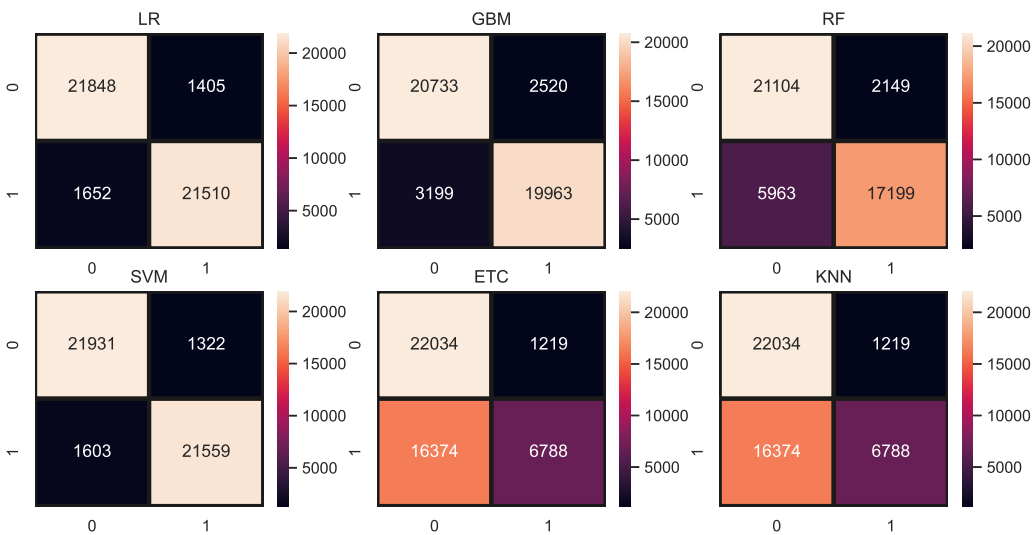 LR GBM RF
20000 20000 20000
0 21848 1405 0 20733 2520 0 21104 2149
15000 15000 15000
10000 10000 10000
1 1652 21510 1 3199 19963 1 5963 17199
5000 5000 5000
0 1 0 1 0 1
SVM ETC KNN
20000 20000 20000
0 21931 1322 0 22034 1219 0 22034 1219
15000 15000 15000
10000 10000 10000
1 1603 21559 1 16374 6788 1 16374 6788
5000 5000 5000
0 1 0 1 0 1